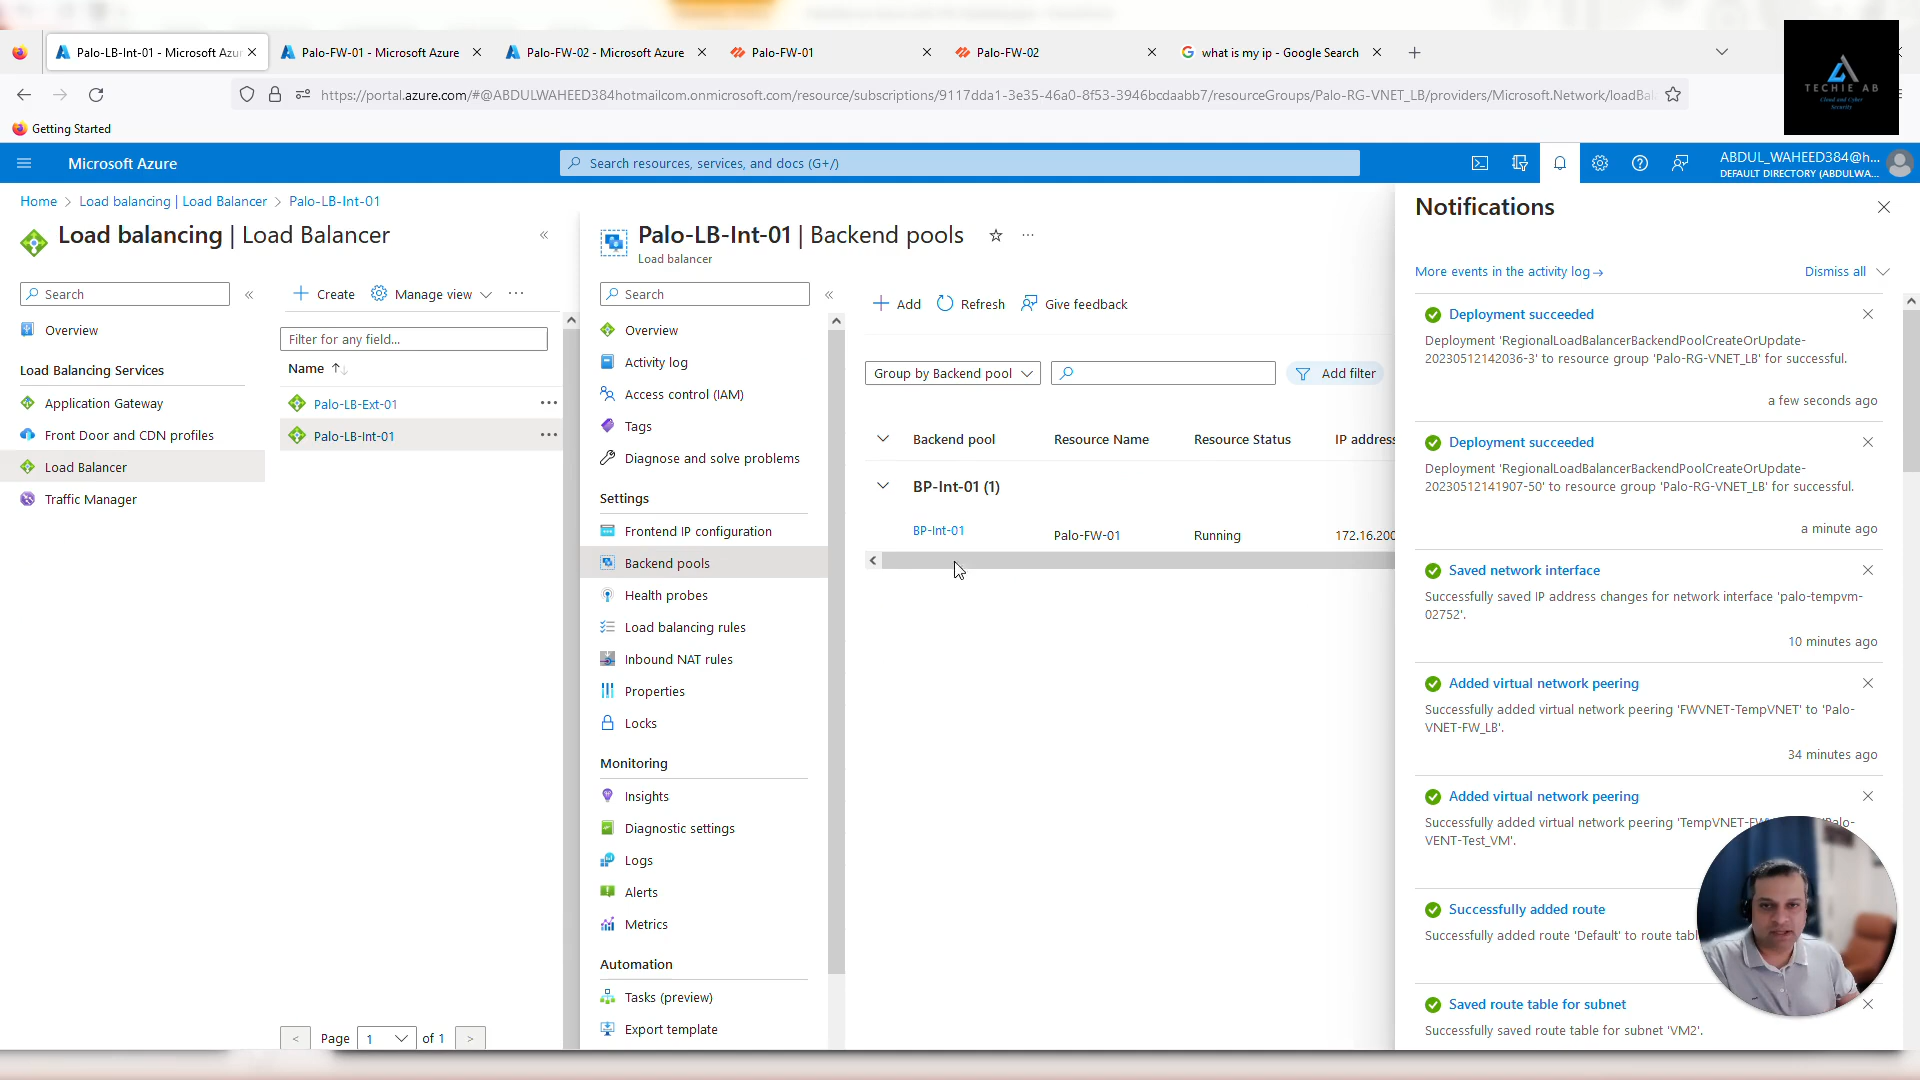 Palo-LB-Int-01 - Microsoft Azur
Palo-FW-01 - Microsoft Azure
Palo-FW-02 - Microsoft Azure
Palo-FW-01
Palo-FW-02
what is my ip - Google Search
https://portal.azure.com/#@ABDULWAHEED384hotmailcom.onmicrosoft.com/resource/subscriptions/9117dda1-3e35-46a0-8f53-3946bcdaabb7/resourceGroups/Palo-RG-VNET_LB/providers/Microsoft.Network/loadBal
TECHIE AB
Cloud and Cyber
Security
Getting Started
Microsoft Azure
Search resources, services, and docs (G+/)
ABDUL_WAHEED384@h...
DEFAULT DIRECTORY (ABDULWA...
Home > Load balancing | Load Balancer > Palo-LB-Int-01
Load balancing | Load Balancer
Search
Overview
Load Balancing Services
Application Gateway
Front Door and CDN profiles
Load Balancer
Traffic Manager
Create
Manage view
Filter for any field...
Name
Palo-LB-Ext-01
Palo-LB-Int-01
< Page 1 of 1 >
Palo-LB-Int-01 | Backend pools
Load balancer
Search
Overview
Activity log
Access control (IAM)
Tags
Diagnose and solve problems
Settings
Frontend IP configuration
Backend pools
Health probes
Load balancing rules
Inbound NAT rules
Properties
Locks
Monitoring
Insights
Diagnostic settings
Logs
Alerts
Metrics
Automation
Tasks (preview)
Export template
Add
Refresh
Give feedback
Group by Backend pool
Add filter
Backend pool
Resource Name
Resource Status
IP address
BP-Int-01 (1)
BP-Int-01
Palo-FW-01
Running
172.16.200
Notifications
More events in the activity log →
Dismiss all
Deployment succeeded
Deployment 'RegionalLoadBalancerBackendPoolCreateOrUpdate-
20230512142036-3' to resource group 'Palo-RG-VNET_LB' for successful.
a few seconds ago
Deployment succeeded
Deployment 'RegionalLoadBalancerBackendPoolCreateOrUpdate-
20230512141907-50' to resource group 'Palo-RG-VNET_LB' for successful.
a minute ago
Saved network interface
Successfully saved IP address changes for network interface 'palo-tempvm-
02752'.
10 minutes ago
Added virtual network peering
Successfully added virtual network peering 'FWVNET-TempVNET' to 'Palo-
VNET-FW_LB'.
34 minutes ago
Added virtual network peering
Successfully added virtual network peering 'TempVNET-FW
VENT-Test_VM'.
Successfully added route
Successfully added route 'Default' to route tabl
Saved route table for subnet
Successfully saved route table for subnet 'VM2'.